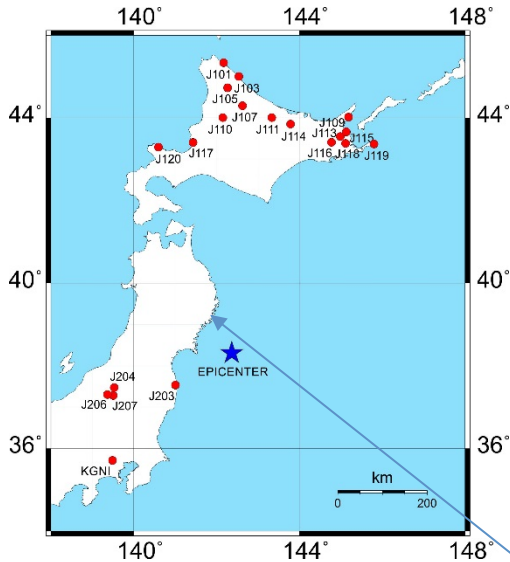 140˚ 144˚ 148˚
J101
J103
J105
J107
44˚ 44˚
J109
J110 J111 J113 J115
J114
J120 J117 J116 J118 J119
40˚ 40˚
EPICENTER
J204
J206 J207 J203
36˚ 36˚
KGNI
km
0 200
140˚ 144˚ 148˚